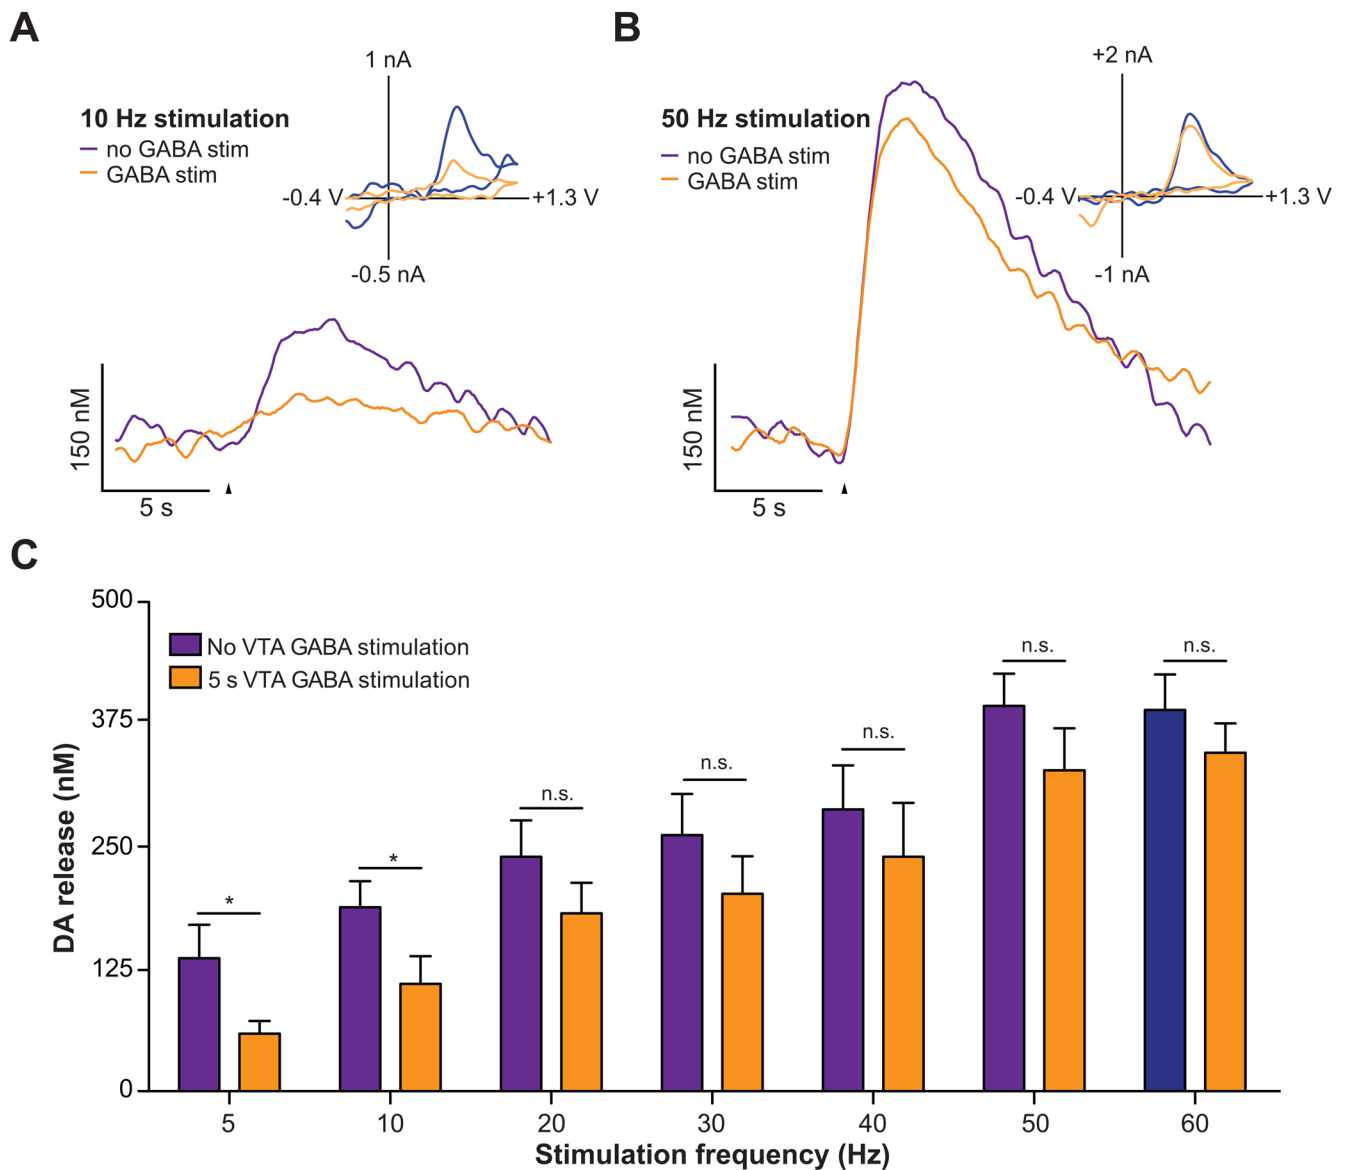 A
10 Hz stimulation
no GABA stim
GABA stim
1 nA
-0.4 V
+1.3 V
-0.5 nA
150 nM
5 s
B
50 Hz stimulation
no GABA stim
GABA stim
+2 nA
-0.4 V
+1.3 V
-1 nA
150 nM
5 s
C
DA release (nM)
500
375
250
125
0
No VTA GABA stimulation
5 s VTA GABA stimulation
*
*
n.s.
n.s.
n.s.
n.s.
n.s.
5 10 20 30 40 50 60
Stimulation frequency (Hz)